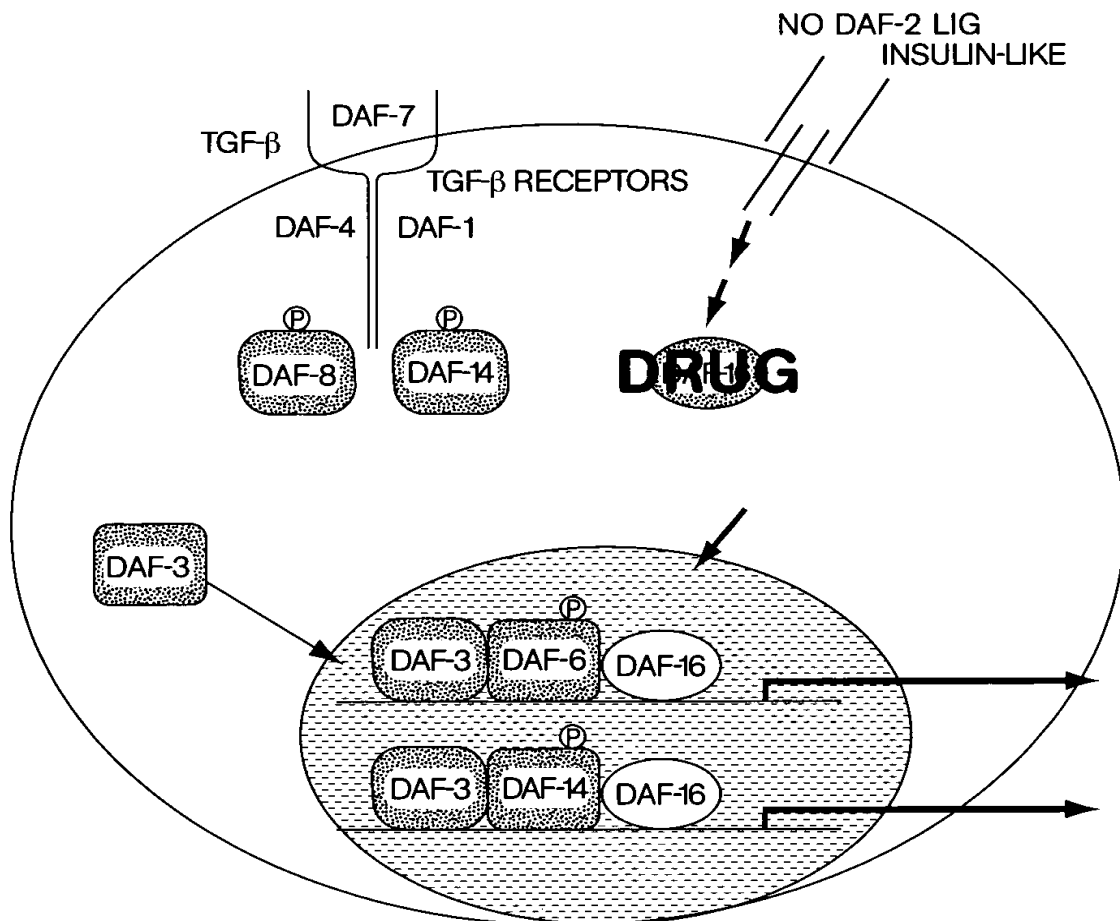 NO DAF-2 LIG
INSULIN-LIKE
DAF-7
TGF-β
TGF-β RECEPTORS
DAF-4
DAF-1
P
P
DAF-8
DAF-14
DRUG
DAF-3
P
DAF-3
DAF-6
DAF-16
P
DAF-3
DAF-14
DAF-16